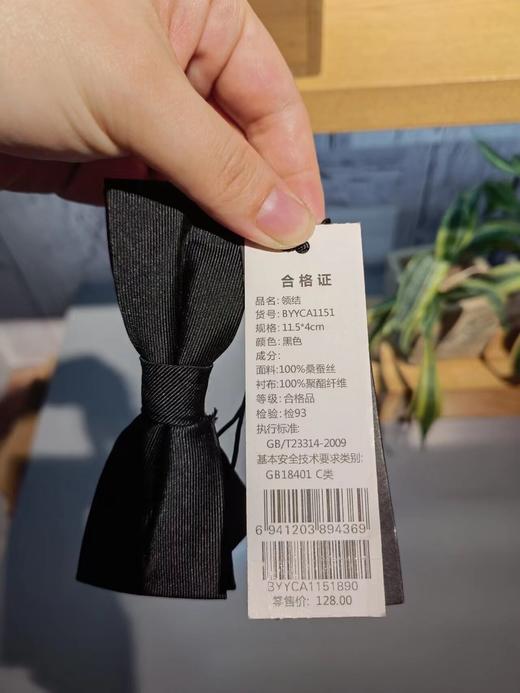 合格证
品名: 领结
货号: BYYCA1151
规格: 11.5*4cm
颜色: 黑色
成分:
面料:100%桑蚕丝
衬布:100%聚酯纤维
等级: 合格品
检验: 检93
执行标准:
GB/T23314-2009
基本安全技术要求类别:
GB18401 C类
6 941203 894369
BYYCA1151890
零售价: 128.00